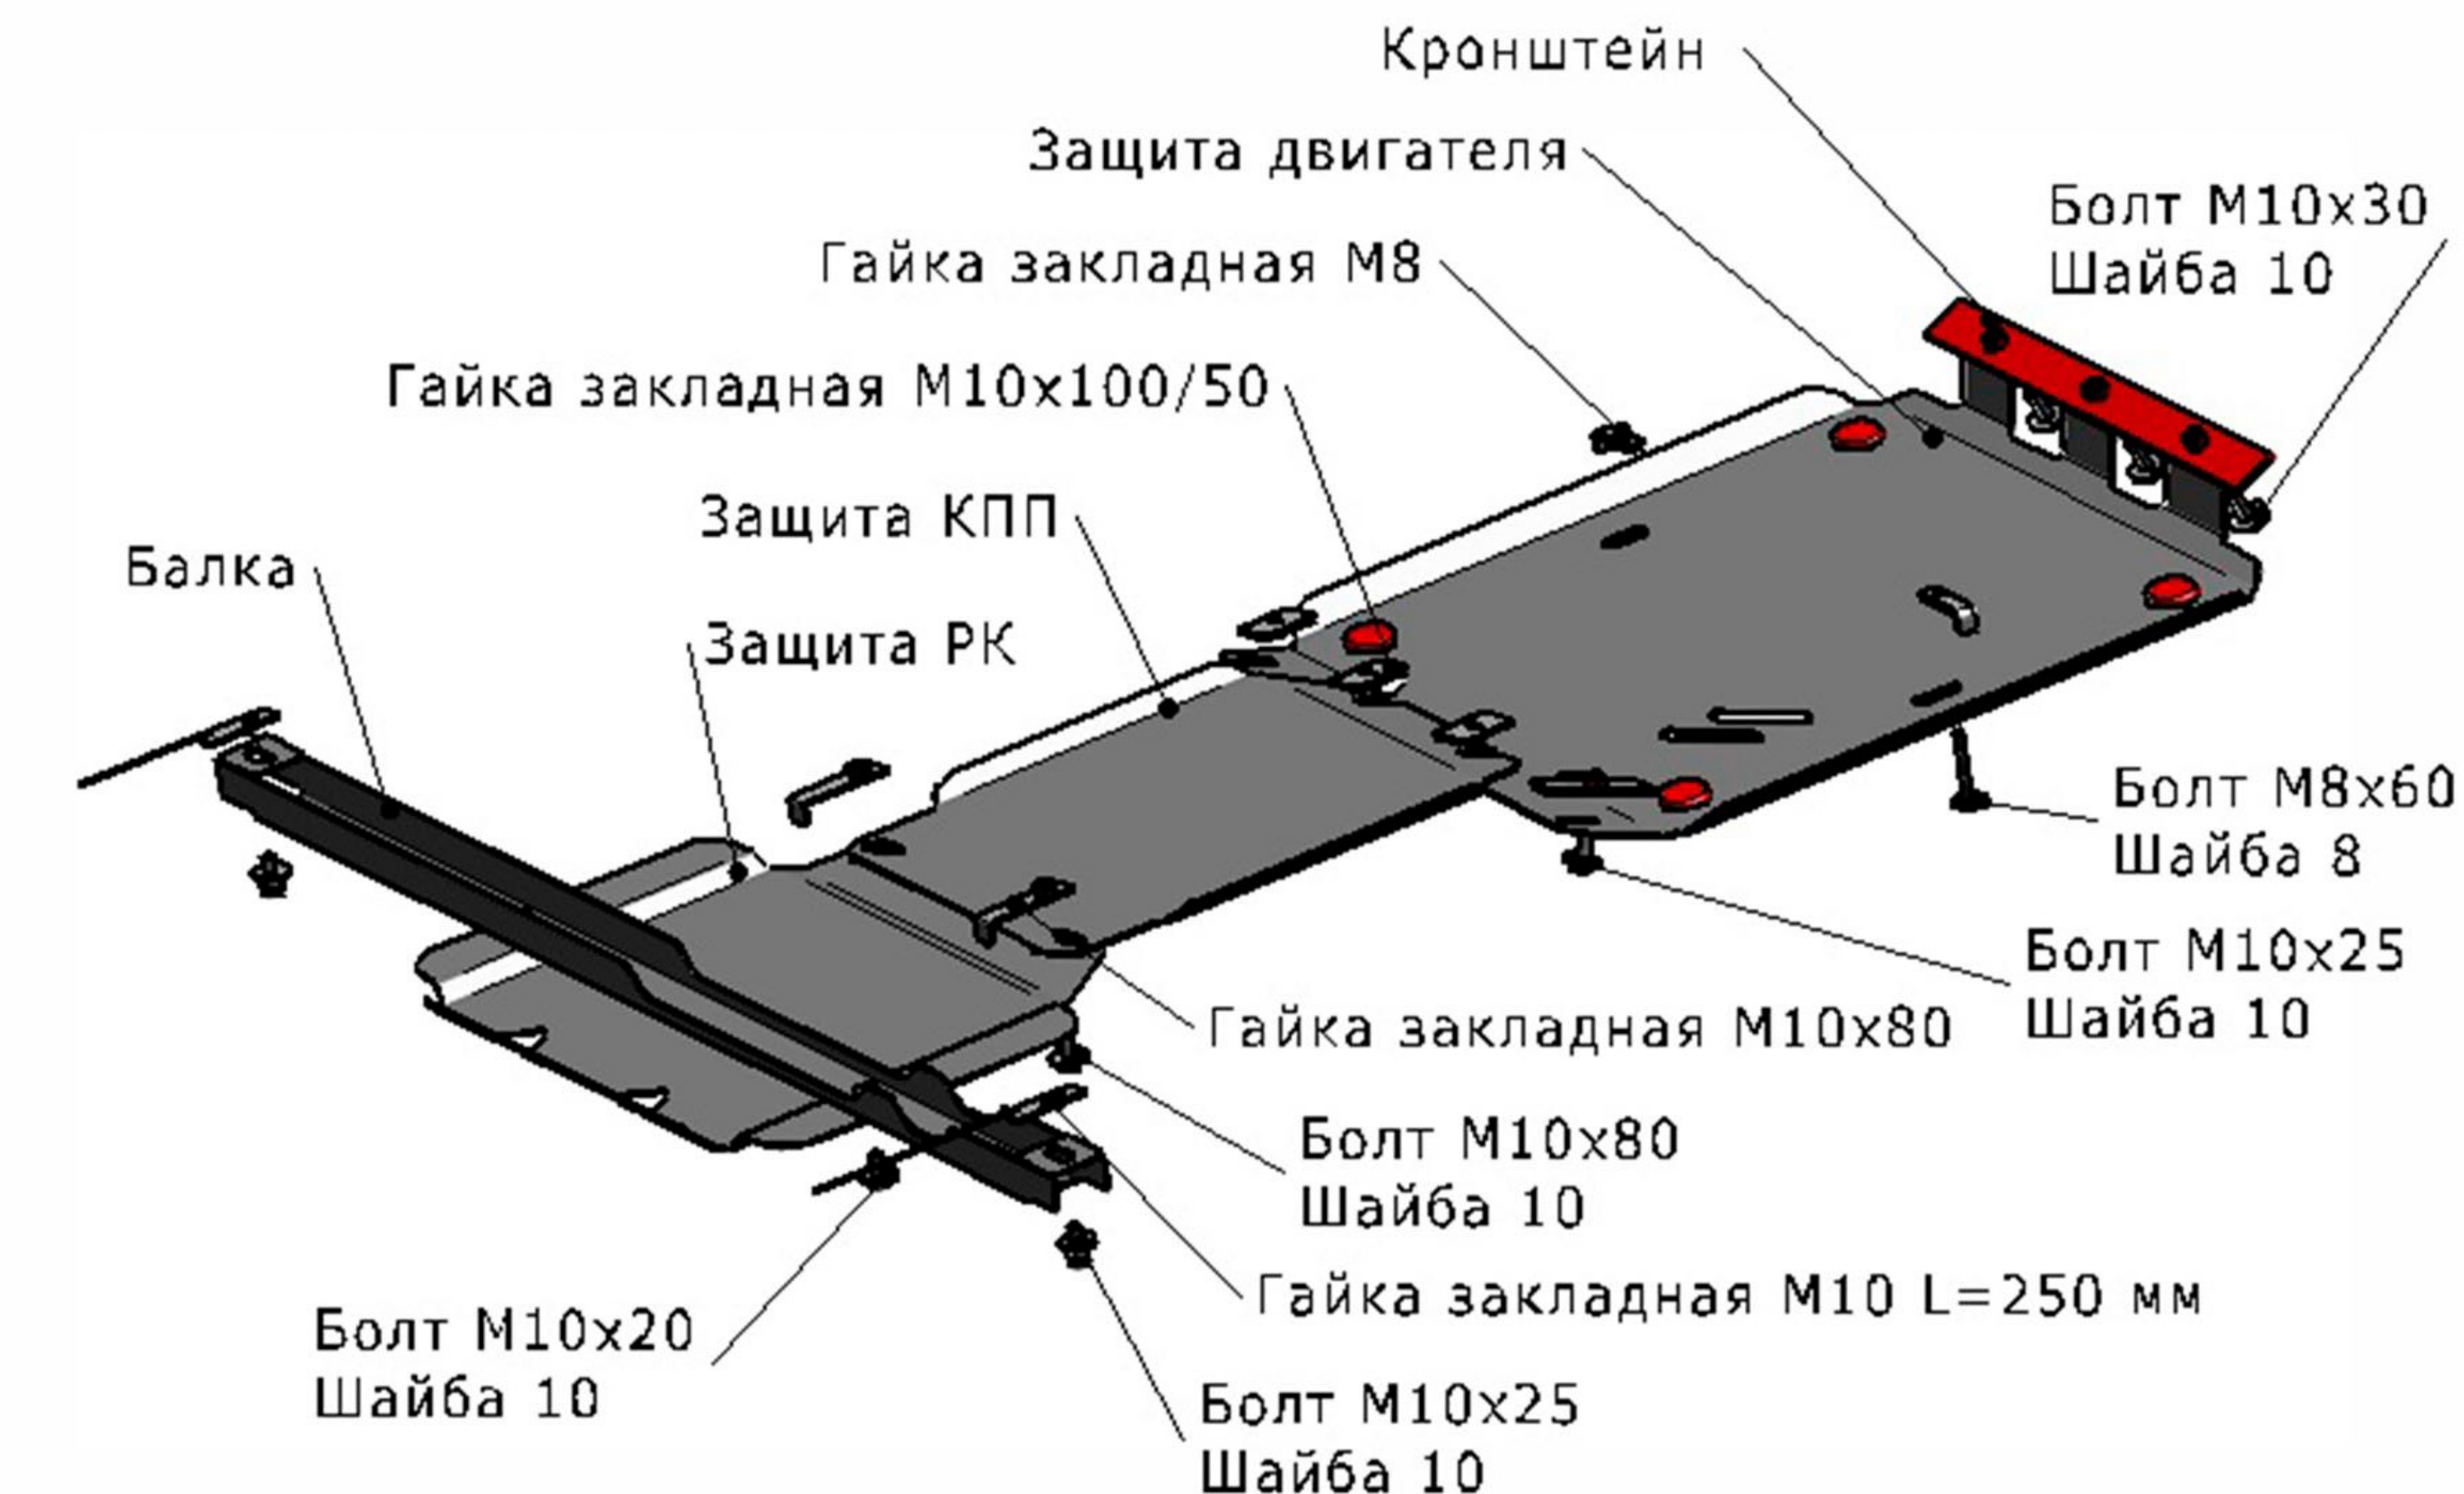 Кронштейн
Защита двигателя
Болт М10х30
Шайба 10
Гайка закладная М8
Гайка закладная М10х100/50
Защита КПП
Балка
Защита РК
Болт М8х60
Шайба 8
Болт М10х25
Шайба 10
Гайка закладная М10х80
Болт М10х80
Шайба 10
Гайка закладная М10 L=250 мм
Болт М10х20
Шайба 10
Болт М10х25
Шайба 10